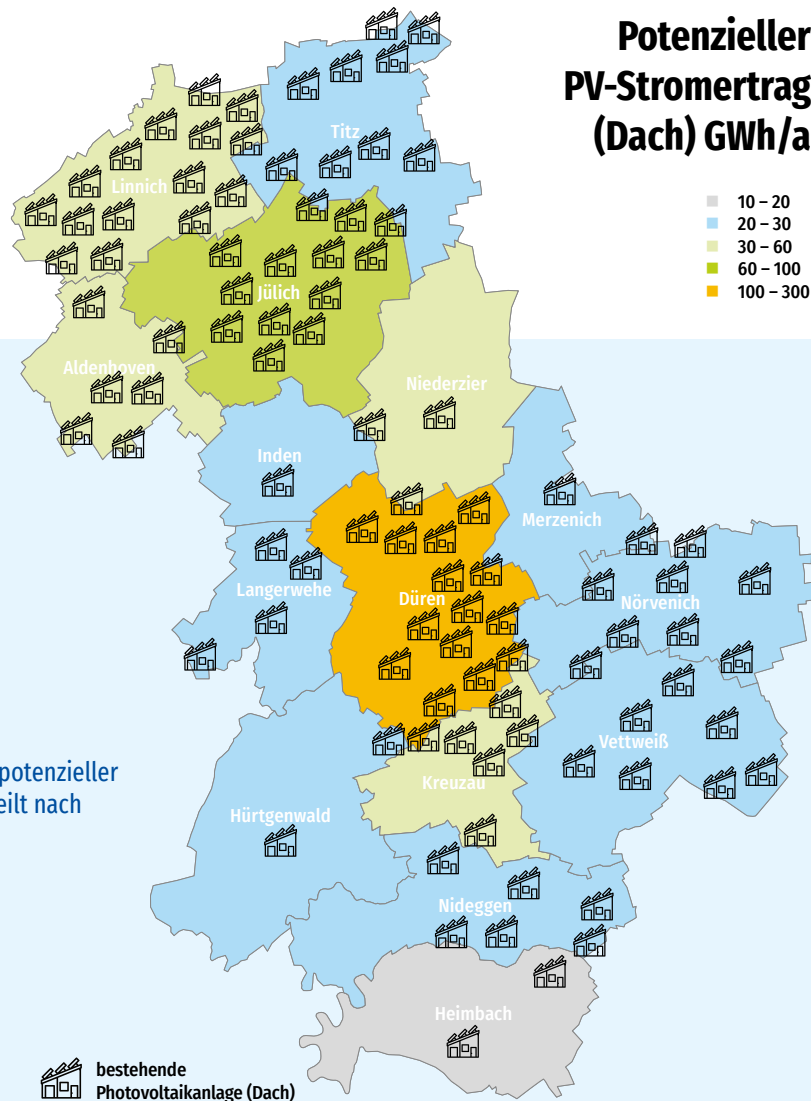 Potenzieller
PV-Stromertrag
(Dach) GWh/a
10 – 20
20 – 30
30 – 60
60 – 100
100 – 300
Titz
Linnich
Jülich
Aldenhoven
Niederzier
Inden
Merzenich
Langerwehe
Düren
Nörvenich
Vettweiß
Kreuzau
potenzieller
eilt nach
Hürtgenwald
Nideggen
Heimbach
bestehende
Photovoltaikanlage (Dach)